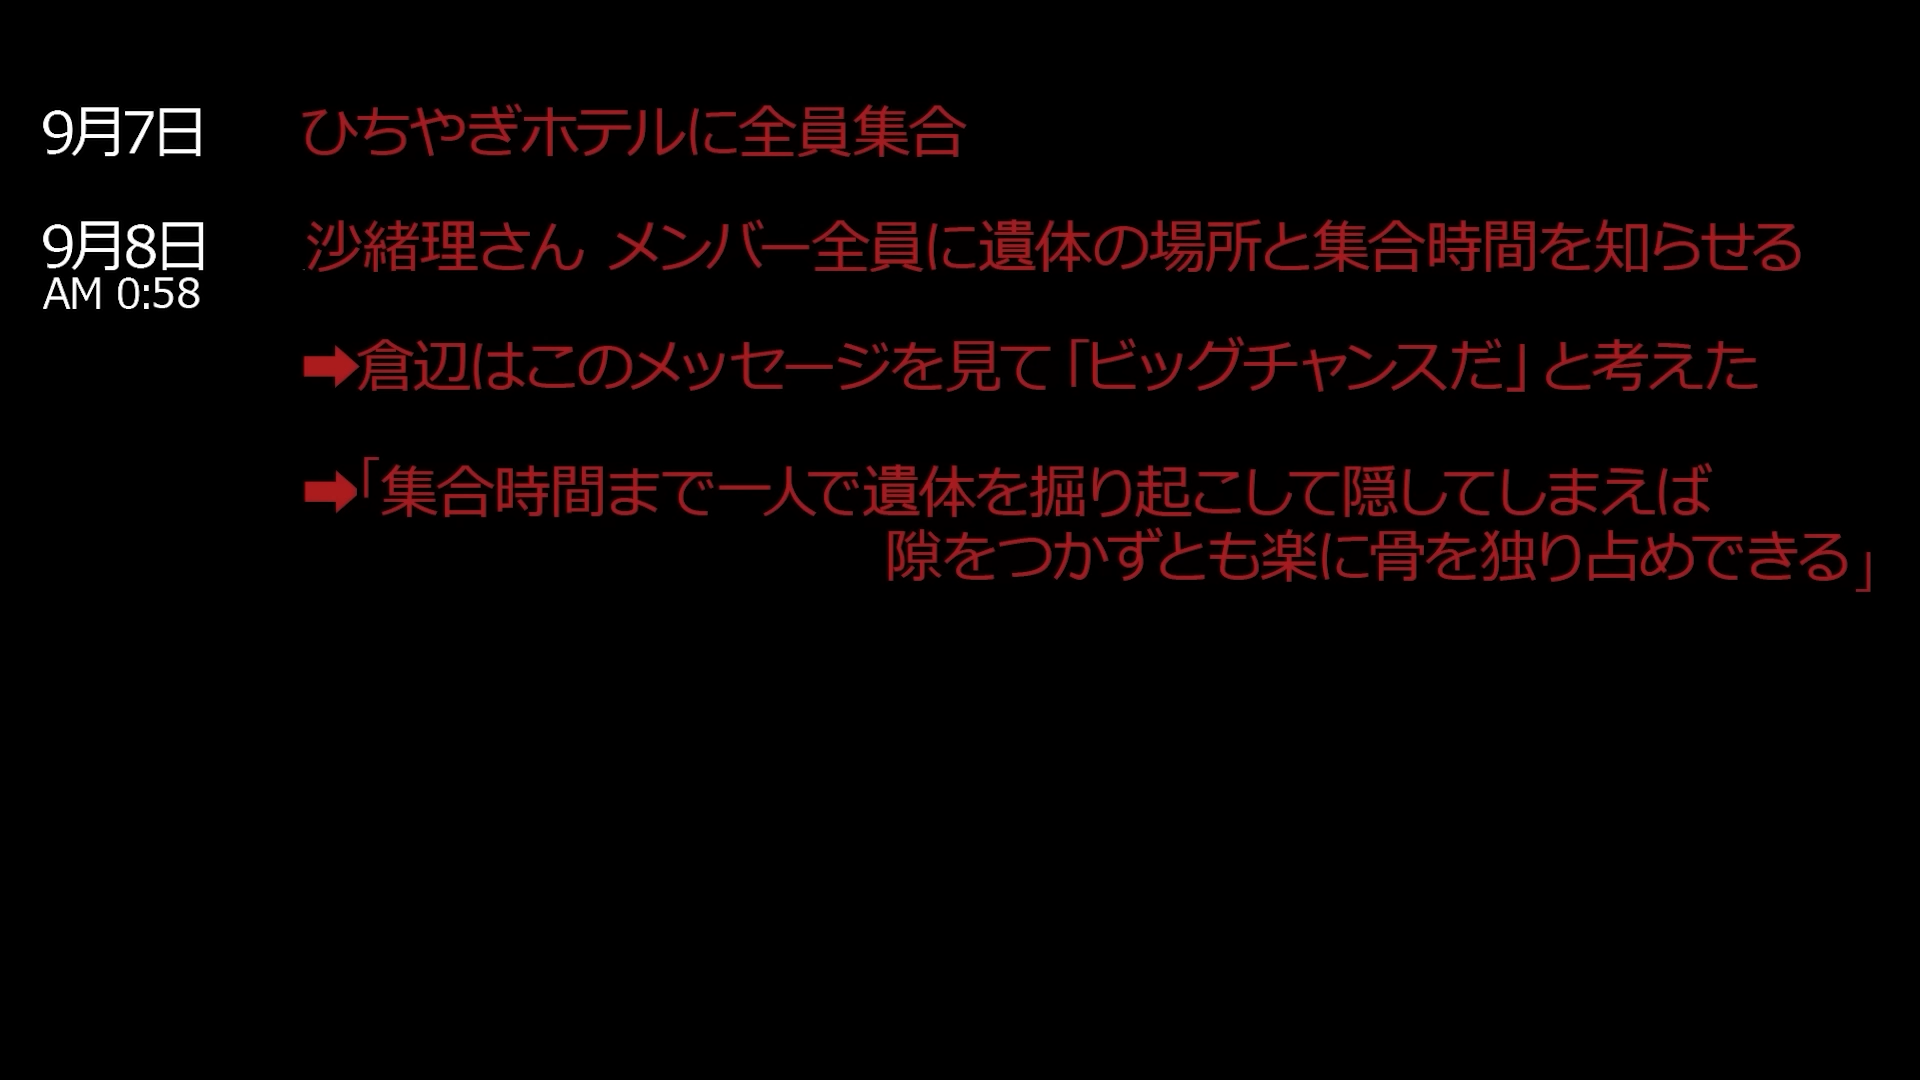 9月7日 ひちやぎホテルに全員集合
9月8日 沙緒理さん メンバー全員に遺体の場所と集合時間を知らせる
AM 0:58
➡倉辺はこのメッセージを見て「ビッグチャンスだ」と考えた
➡「集合時間まで一人で遺体を掘り起こして隠してしまえば
隙をつかずとも楽に骨を独り占めできる」